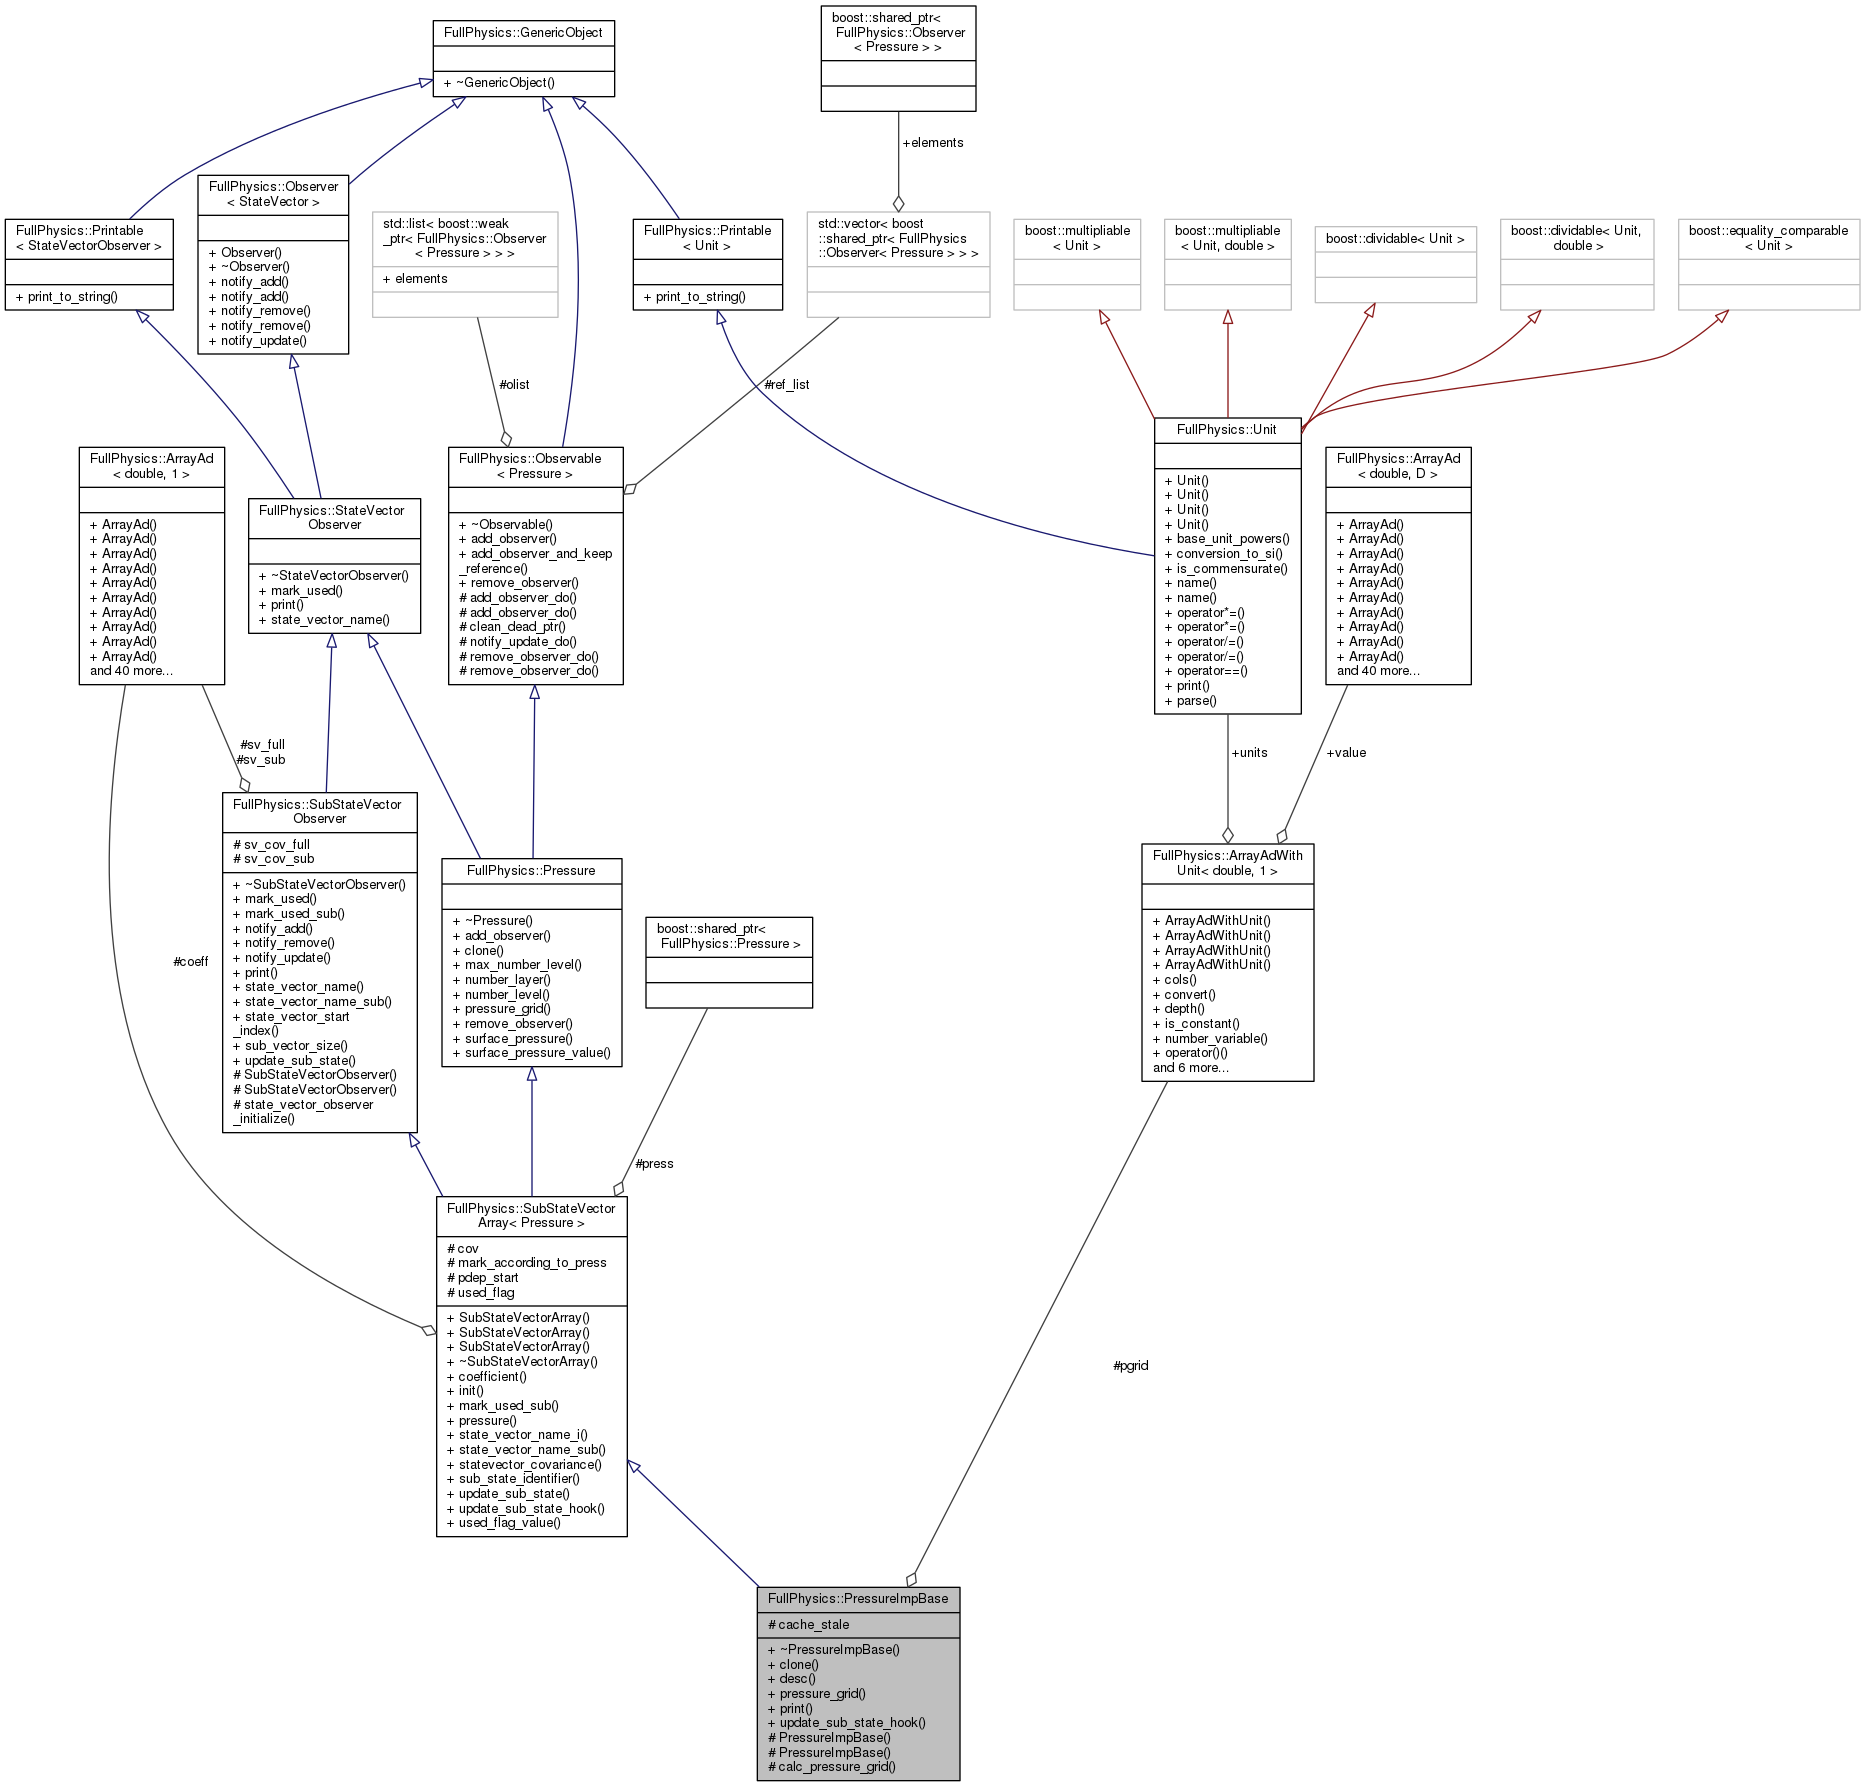 FullPhysics::GenericObject
+ ~GenericObject()
boost::shared_ptr<
FullPhysics::Observer
< Pressure > >
+elements
FullPhysics::Printable
< StateVectorObserver >
+ print_to_string()
FullPhysics::Observer
< StateVector >
+ Observer()
+ ~Observer()
+ notify_add()
+ notify_add()
+ notify_remove()
+ notify_remove()
+ notify_update()
std::list< boost::weak
_ptr< FullPhysics::Observer
< Pressure > > >
+ elements
FullPhysics::Printable
< Unit >
+ print_to_string()
std::vector< boost
::shared_ptr< FullPhysics
::Observer< Pressure > > >
boost::multipliable
< Unit >
boost::multipliable
< Unit, double >
boost::dividable< Unit >
boost::dividable< Unit,
double >
boost::equality_comparable
< Unit >
#olist
#ref_list
FullPhysics::ArrayAd
< double, 1 >
+ ArrayAd()
+ ArrayAd()
+ ArrayAd()
+ ArrayAd()
+ ArrayAd()
+ ArrayAd()
+ ArrayAd()
+ ArrayAd()
+ ArrayAd()
+ ArrayAd()
and 40 more...
FullPhysics::StateVector
Observer
+ ~StateVectorObserver()
+ mark_used()
+ print()
+ state_vector_name()
FullPhysics::Observable
< Pressure >
+ ~Observable()
+ add_observer()
+ add_observer_and_keep
_reference()
+ remove_observer()
# add_observer_do()
# add_observer_do()
# clean_dead_ptr()
# notify_update_do()
# remove_observer_do()
# remove_observer_do()
FullPhysics::Unit
+ Unit()
+ Unit()
+ Unit()
+ Unit()
+ base_unit_powers()
+ conversion_to_si()
+ is_commensurate()
+ name()
+ name()
+ operator*=()
+ operator*=()
+ operator/=()
+ operator/=()
+ operator==()
+ print()
+ parse()
FullPhysics::ArrayAd
< double, D >
+ ArrayAd()
+ ArrayAd()
+ ArrayAd()
+ ArrayAd()
+ ArrayAd()
+ ArrayAd()
+ ArrayAd()
+ ArrayAd()
+ ArrayAd()
+ ArrayAd()
and 40 more...
#sv_full
#sv_sub
+units
+value
FullPhysics::SubStateVector
Observer
# sv_cov_full
# sv_cov_sub
+ ~SubStateVectorObserver()
+ mark_used()
+ mark_used_sub()
+ notify_add()
+ notify_remove()
+ notify_update()
+ print()
+ state_vector_name()
+ state_vector_name_sub()
+ state_vector_start
_index()
+ sub_vector_size()
+ update_sub_state()
# SubStateVectorObserver()
# SubStateVectorObserver()
# state_vector_observer
_initialize()
FullPhysics::Pressure
+ ~Pressure()
+ add_observer()
+ clone()
+ max_number_level()
+ number_layer()
+ number_level()
+ pressure_grid()
+ remove_observer()
+ surface_pressure()
+ surface_pressure_value()
boost::shared_ptr<
FullPhysics::Pressure >
FullPhysics::ArrayAdWith
Unit< double, 1 >
+ ArrayAdWithUnit()
+ ArrayAdWithUnit()
+ ArrayAdWithUnit()
+ ArrayAdWithUnit()
+ cols()
+ convert()
+ depth()
+ is_constant()
+ number_variable()
+ operator()()
and 6 more...
#coeff
#press
FullPhysics::SubStateVector
Array< Pressure >
# cov
# mark_according_to_press
# pdep_start
# used_flag
+ SubStateVectorArray()
+ SubStateVectorArray()
+ SubStateVectorArray()
+ ~SubStateVectorArray()
+ coefficient()
+ init()
+ mark_used_sub()
+ pressure()
+ state_vector_name_i()
+ state_vector_name_sub()
+ statevector_covariance()
+ sub_state_identifier()
+ update_sub_state()
+ update_sub_state_hook()
+ used_flag_value()
#pgrid
FullPhysics::PressureImpBase
# cache_stale
+ ~PressureImpBase()
+ clone()
+ desc()
+ pressure_grid()
+ print()
+ update_sub_state_hook()
# PressureImpBase()
# PressureImpBase()
# calc_pressure_grid()